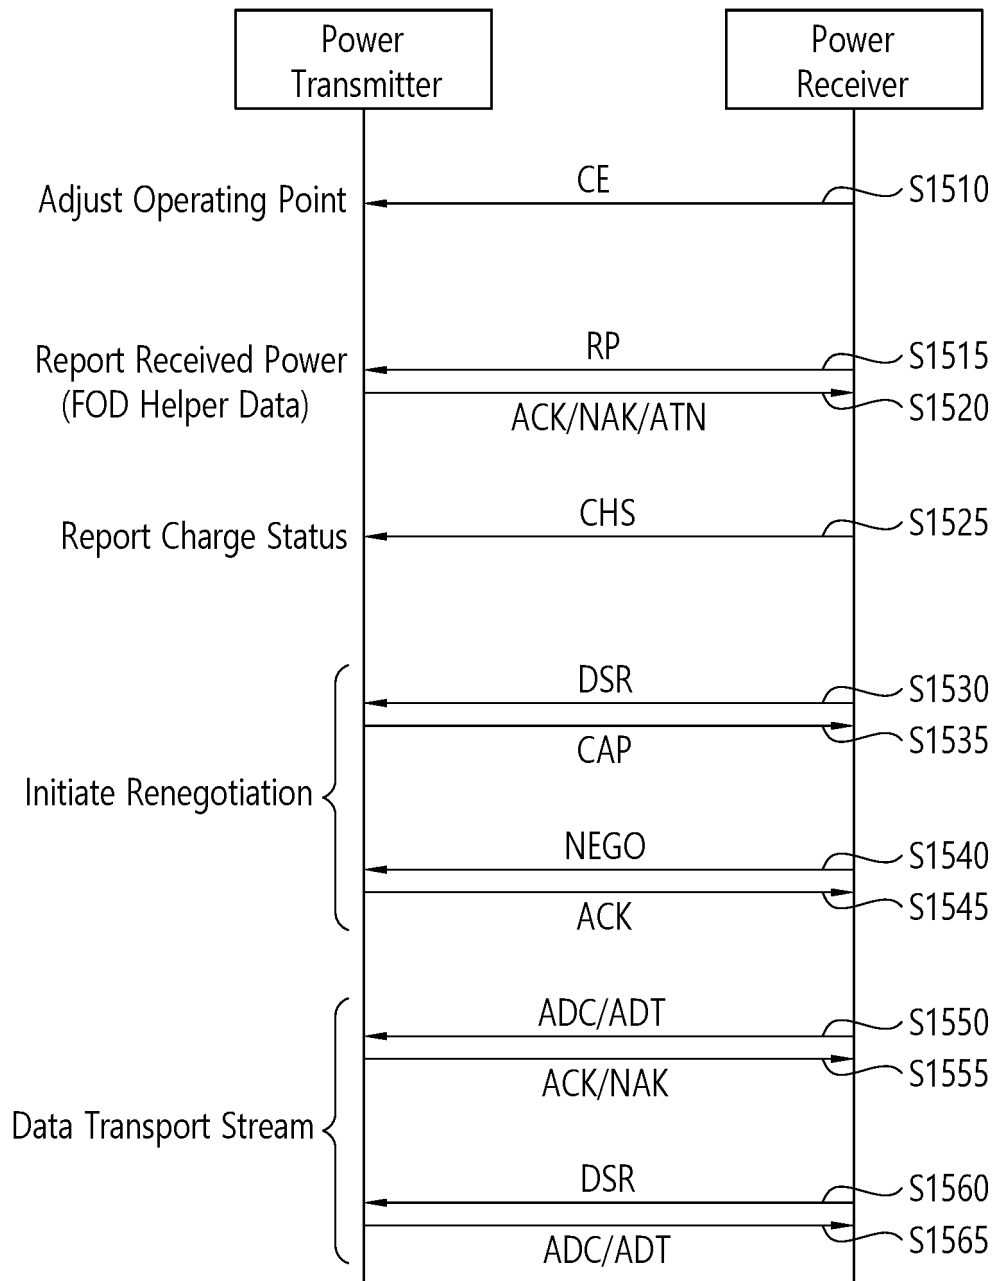 Power
Transmitter
Power
Receiver
Adjust Operating Point
CE
S1510
Report Received Power
(FOD Helper Data)
RP
S1515
ACK/NAK/ATN
S1520
Report Charge Status
CHS
S1525
Initiate Renegotiation
DSR
S1530
CAP
S1535
NEGO
S1540
ACK
S1545
Data Transport Stream
ADC/ADT
S1550
ACK/NAK
S1555
DSR
S1560
ADC/ADT
S1565